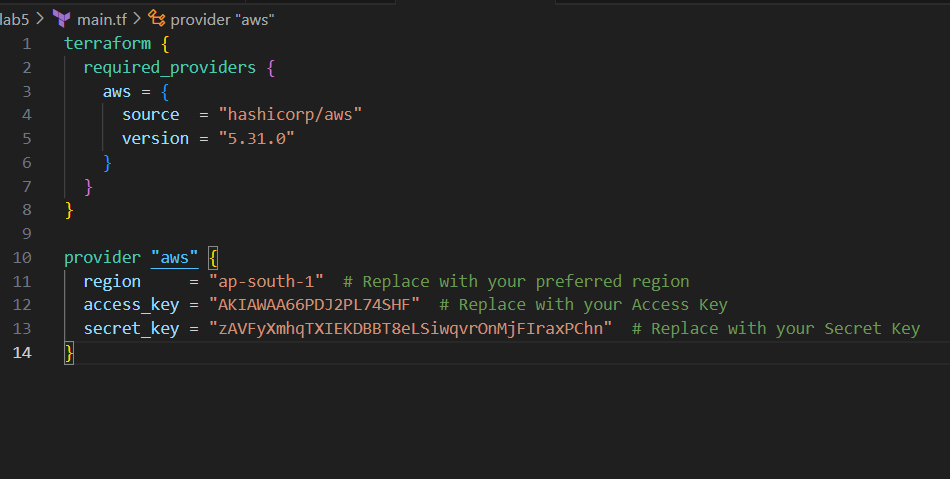 lab5 > main.tf > provider "aws"
1 terraform {
2 required_providers {
3 aws = {
4 source = "hashicorp/aws"
5 version = "5.31.0"
6 }
7 }
8 }
9
10 provider "aws" {
11 region = "ap-south-1" # Replace with your preferred region
12 access_key = "AKIAWAA66PDJ2PL74SHF" # Replace with your Access Key
13 secret_key = "zAVFyXmhqTXIEKDBBT8eLSiwqvrOnMjFIraxPChn" # Replace with your Secret Key
14 }